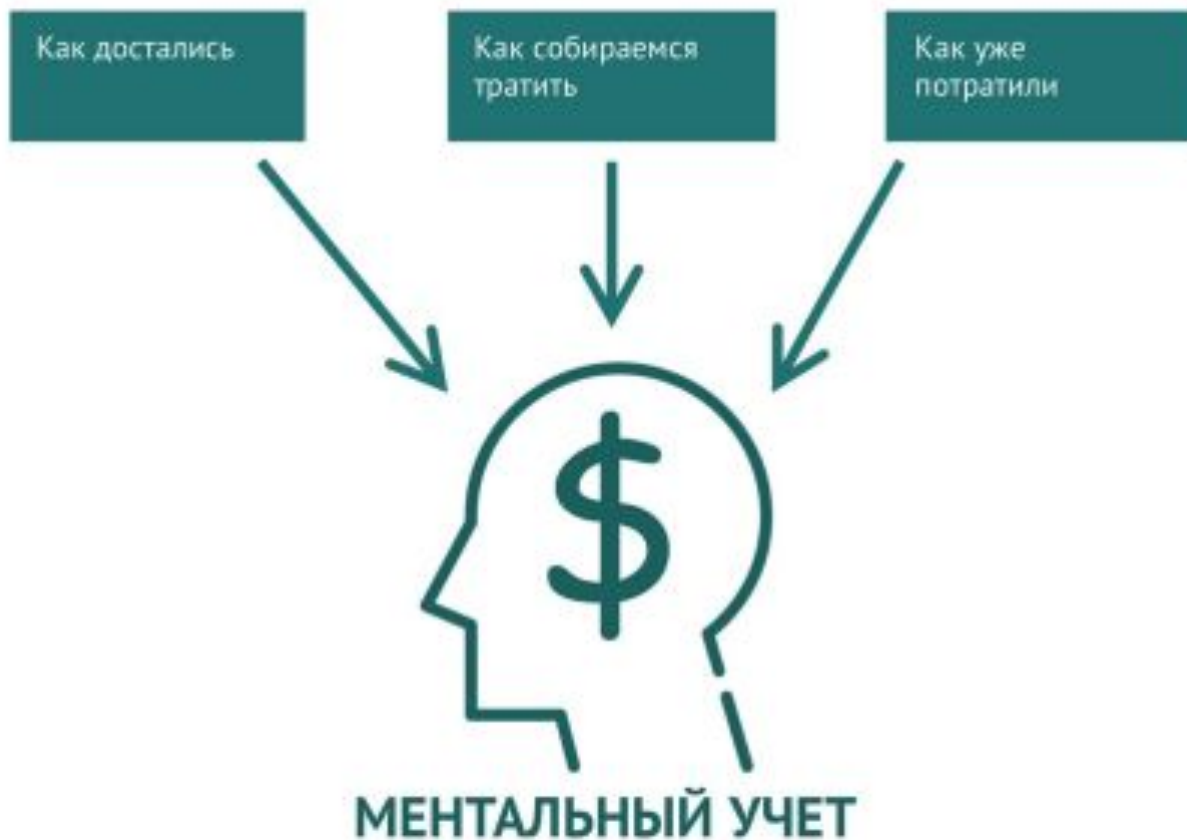 Как достались
Как собираемся
тратить
Как уже
потратили
$
МЕНТАЛЬНЫЙ УЧЕТ